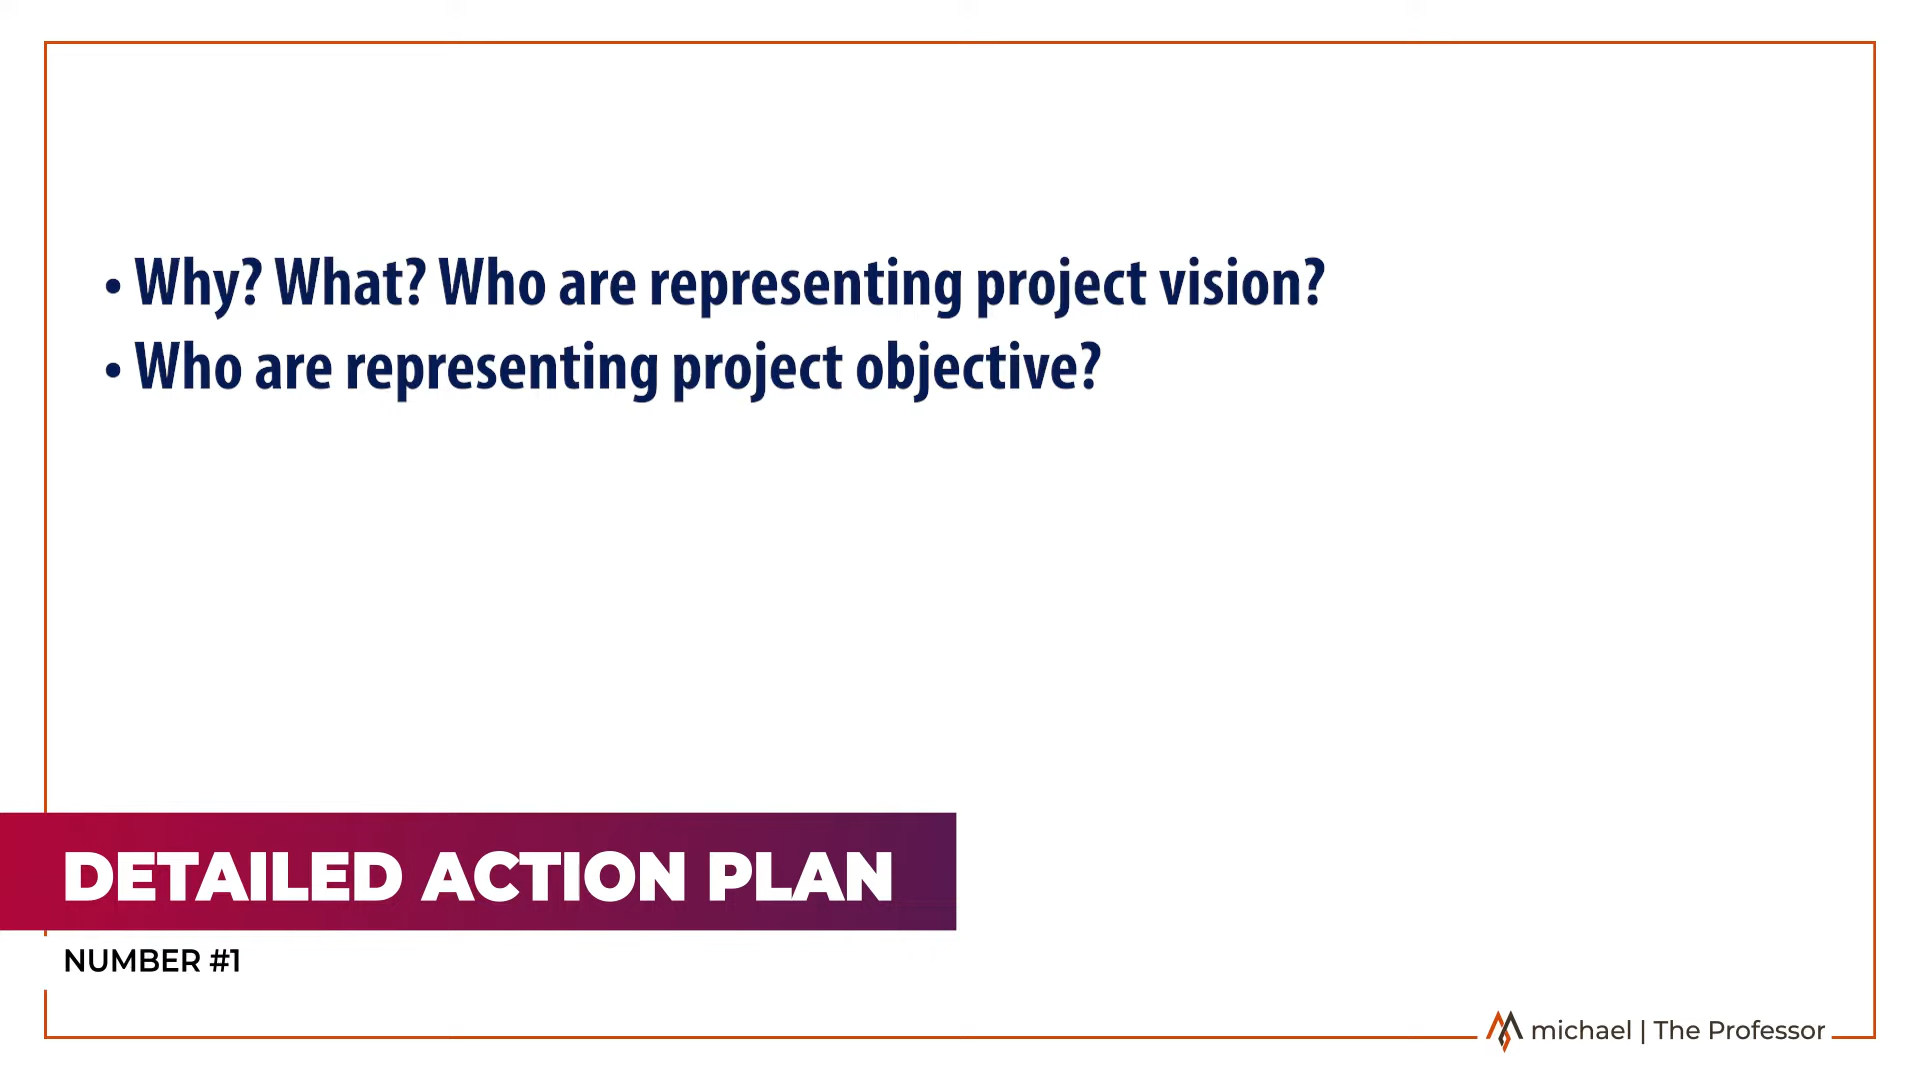 • Why? What? Who are representing project vision?
• Who are representing project objective?
DETAILED ACTION PLAN
NUMBER #1
michael | The Professor